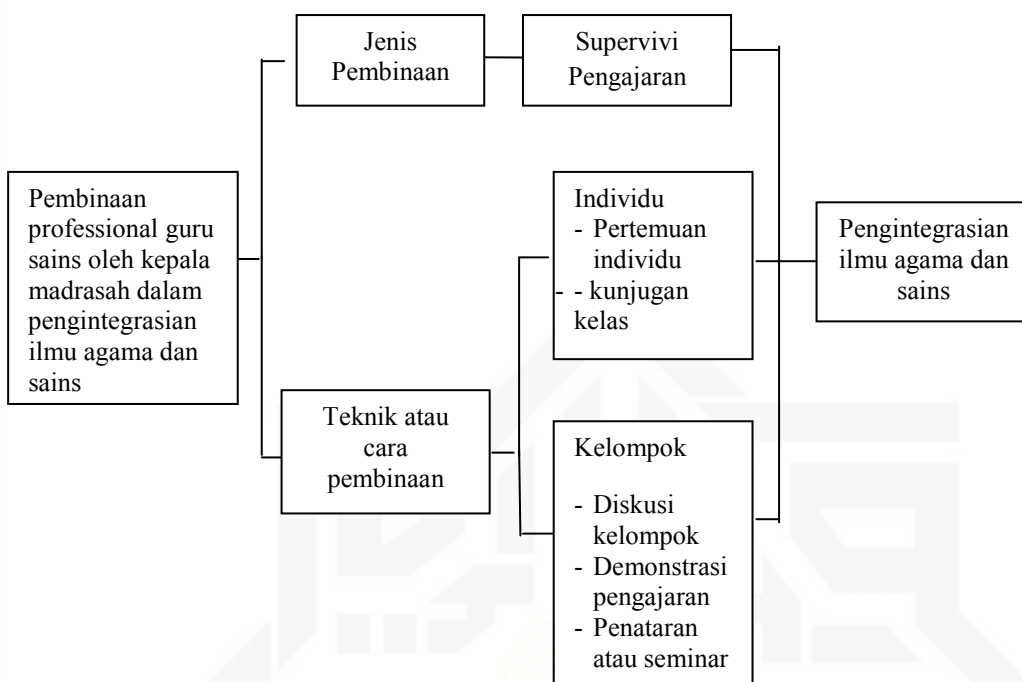 Jenis
Pembinaan
Supervivi
Pengajaran
Pembinaan
professional guru
sains oleh kepala
madrasah dalam
pengintegrasian
ilmu agama dan
sains
Individu
- Pertemuan
individu
- - kunjugan
kelas
Pengintegrasian
ilmu agama dan
sains
Teknik atau
cara
pembinaan
Kelompok
- Diskusi
kelompok
- Demonstrasi
pengajaran
- Penataran
atau seminar